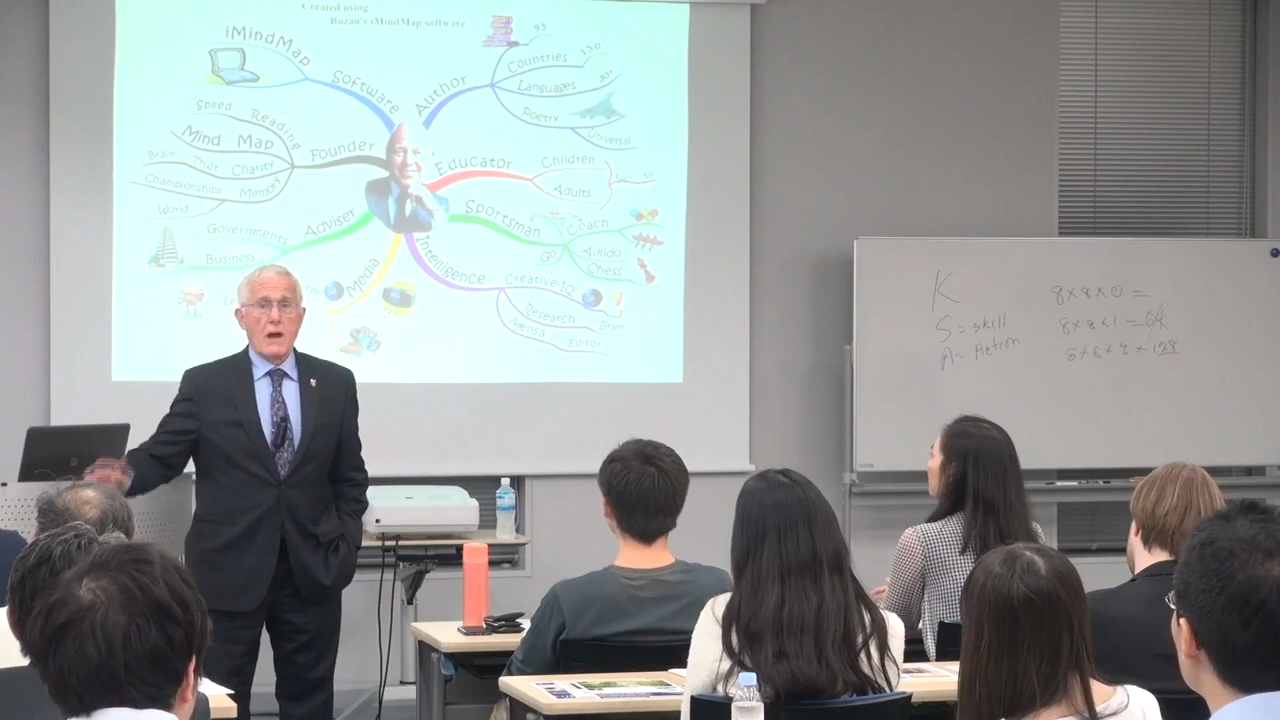 Created using
Buzan's iMindMap software
iMindMap
Software
Author
95
Countries 150
Languages 30+
Poetry
Universal
Speed Reading
Mind Map
Brain Trust Charity
Championships Memory
World
Founder
Educator
Children
Adults
Governments
Business
Adviser
Sportsman
Coach
Go
Aikido
Chess
Media
Intelligence
Creative-IQ
Research
Brain
Mensa
Editor
K
S = skill
A = Action
8×8×0=
8×8×1=64
8×8×2×128